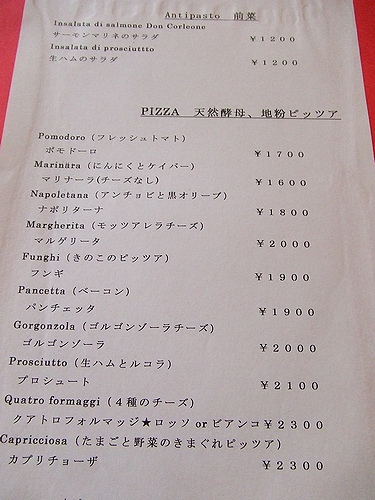 Antipasto 前菜
Insalata di salmone Don Corleone
サーモンマリネのサラダ ￥1200
Insalata di prosciuttto
生ハムのサラダ ￥1200
PIZZA 天然酵母、地粉ピッツア
Pomodoro（フレッシュトマト）
ポモドーロ ￥1700
Marinara（にんにくとケイパー）
マリナーラ(チーズなし) ￥1600
Napoletana（アンチョビと黒オリーブ）
ナポリターナ ￥1800
Margherita（モッツアレラチーズ）
マルゲリータ ￥2000
Funghi（きのこのピッツア）
フンギ ￥1900
Pancetta（ベーコン）
パンチェッタ ￥1900
Gorgonzola（ゴルゴンゾーラチーズ）
ゴルゴンゾーラ ￥2000
Prosciutto（生ハムとルコラ）
プロシュート ￥2100
Quatro formaggi（４種のチーズ）
クアトロフォルマッジ★ロッソ or ビアンコ￥2300
Capricciosa（たまごと野菜のきまぐれピッツア）
カプリチョーザ ￥2300